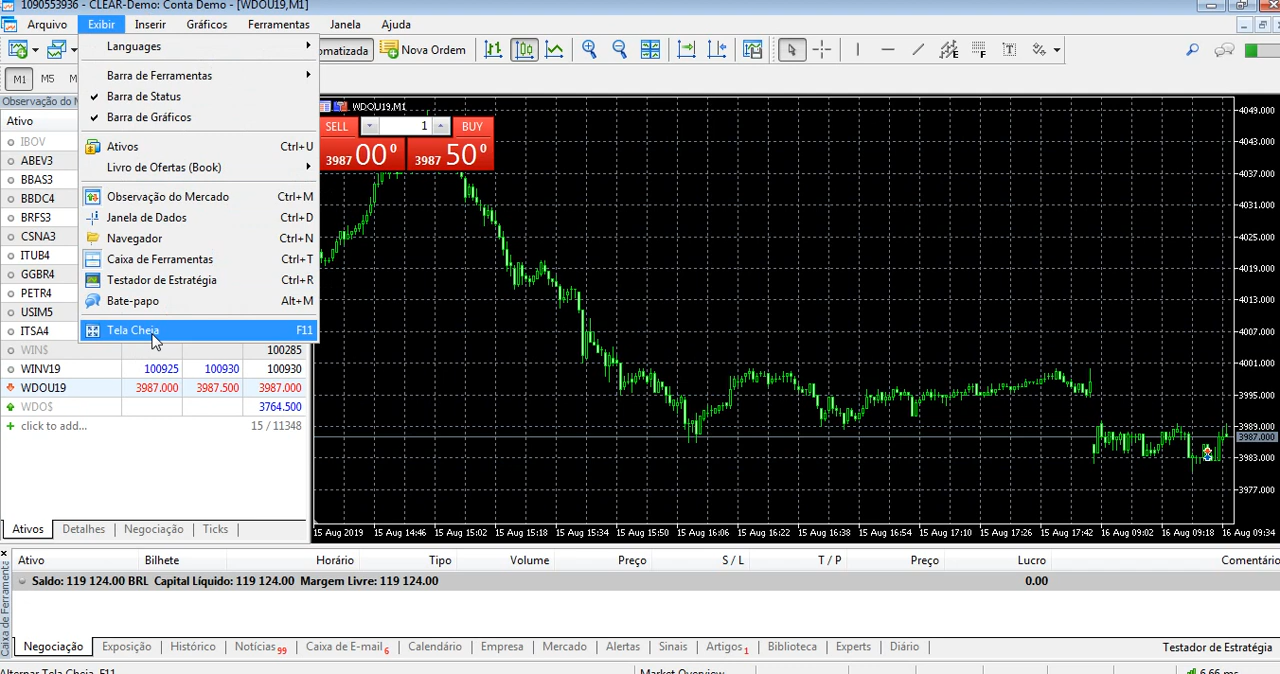 1090553936 - CLEAR-Demo: Conta Demo - [WDOU19,M1]
Arquivo Exibir Inserir Gráficos Ferramentas Janela Ajuda
Languages
Barra de Ferramentas
Barra de Status
Barra de Gráficos
Ativos Ctrl+U
Livro de Ofertas (Book)
Observação do Mercado Ctrl+M
Janela de Dados Ctrl+D
Navegador Ctrl+N
Caixa de Ferramentas Ctrl+T
Testador de Estratégia Ctrl+R
Bate-papo Alt+M
Tela Cheia F11
omatizada Nova Ordem
M1 M5 M
Observação do M
Ativo
IBOV
ABEV3
BBAS3
BBDC4
BRFS3
CSNA3
ITUB4
GGBR4
PETR4
USIM5
ITSA4
WIN$ 100285
WINV19 100925 100930 100930
WDOU19 3987.000 3987.500 3987.000
WDO$ 3764.500
click to add... 15 / 11348
Ativos Detalhes Negociação Ticks
WDOU19,M1
SELL 1 BUY
3987 00 0 3987 50 0
4049.000
4043.000
4037.000
4031.000
4025.000
4019.000
4013.000
4007.000
4001.000
3995.000
3989.000
3987.000
3983.000
3977.000
15 Aug 2019 15 Aug 14:46 15 Aug 15:02 15 Aug 15:18 15 Aug 15:34 15 Aug 15:50 15 Aug 16:06 15 Aug 16:22 15 Aug 16:38 15 Aug 16:54 15 Aug 17:10 15 Aug 17:26 15 Aug 17:42 16 Aug 09:02 16 Aug 09:18 16 Aug 09:34
Caixa de Ferramenta
Ativo Bilhete Horário Tipo Volume Preço S / L T / P Preço Lucro Comentário
Saldo: 119 124.00 BRL Capital Líquido: 119 124.00 Margem Livre: 119 124.00 0.00
Negociação Exposição Histórico Notícias 99 Caixa de E-mail 6 Calendário Empresa Mercado Alertas Sinais Artigos 1 Biblioteca Experts Diário Testador de Estratégia
Alternar Tela Cheia, F11 Market Overview 6.66 ms